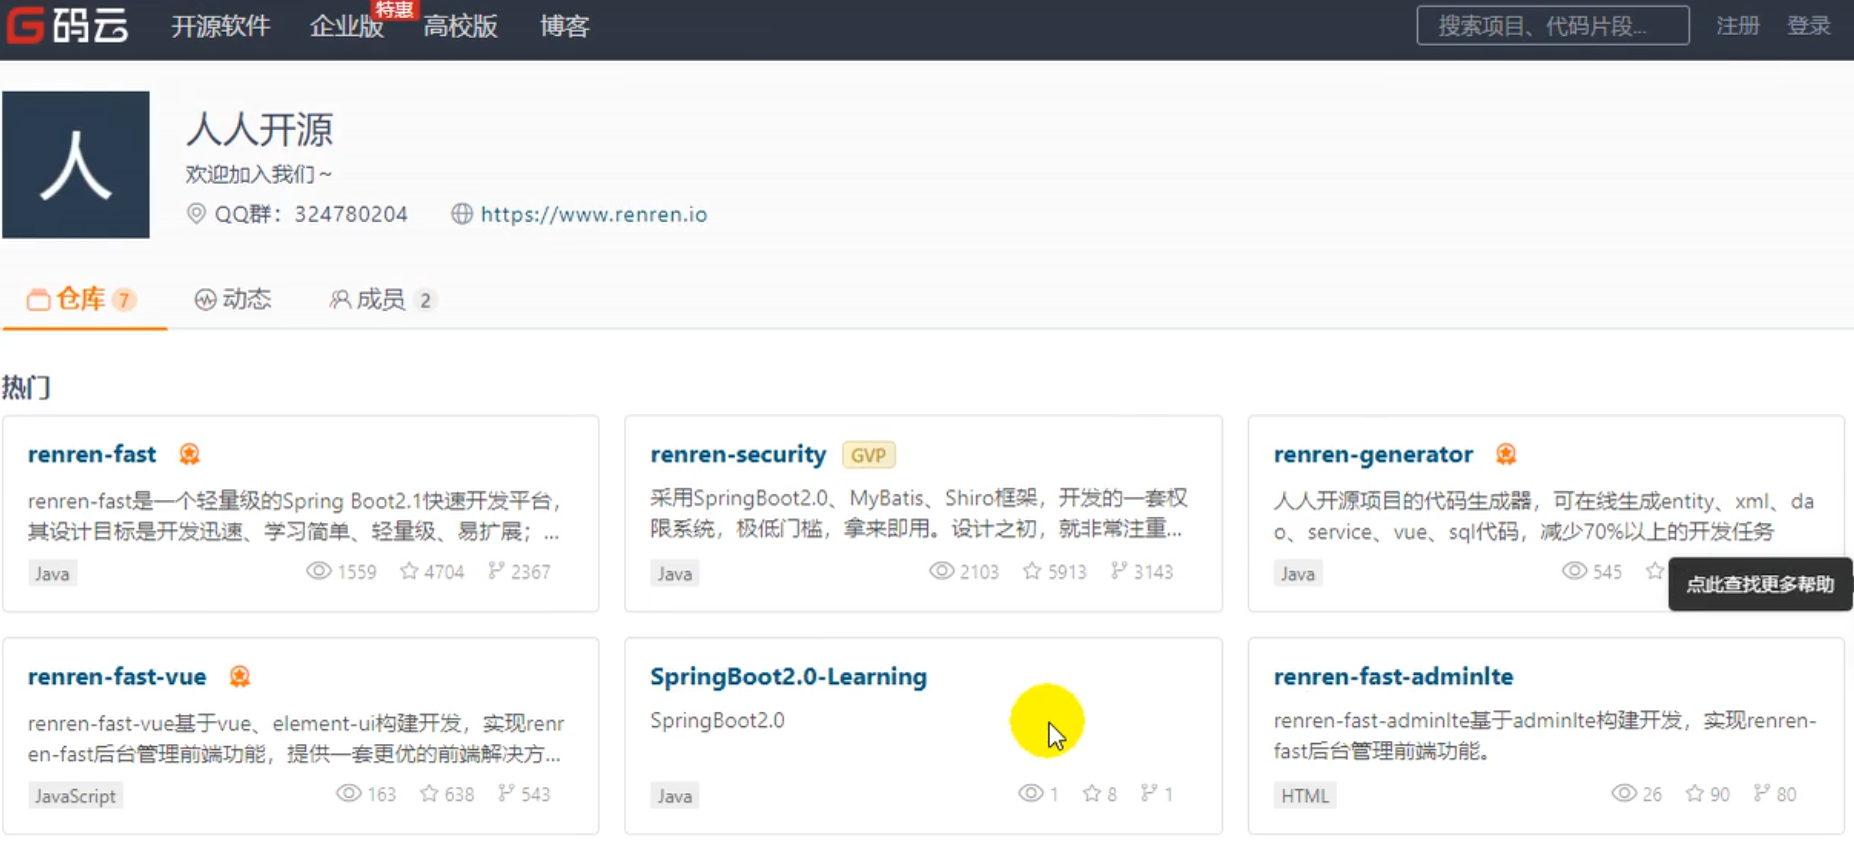 G 码云 开源软件 企业版 特惠 高校版 博客 搜索项目、代码片段... 注册 登录
人
人人开源
欢迎加入我们~
QQ群：324780204 https://www.renren.io
仓库 7 动态 成员 2
热门
renren-fast
renren-fast是一个轻量级的Spring Boot2.1快速开发平台，
其设计目标是开发迅速、学习简单、轻量级、易扩展；...
Java 1559 4704 2367
renren-security GVP
采用SpringBoot2.0、MyBatis、Shiro框架，开发的一套权
限系统，极低门槛，拿来即用。设计之初，就非常注重...
Java 2103 5913 3143
renren-generator
人人开源项目的代码生成器，可在线生成entity、xml、da
o、service、vue、sql代码，减少70%以上的开发任务
Java 545
点此查找更多帮助
renren-fast-vue
renren-fast-vue基于vue、element-ui构建开发，实现renr
en-fast后台管理前端功能，提供一套更优的前端解决方...
JavaScript 163 638 543
SpringBoot2.0-Learning
SpringBoot2.0
Java 1 8 1
renren-fast-adminlte
renren-fast-adminlte基于adminlte构建开发，实现renren-
fast后台管理前端功能。
HTML 26 90 80